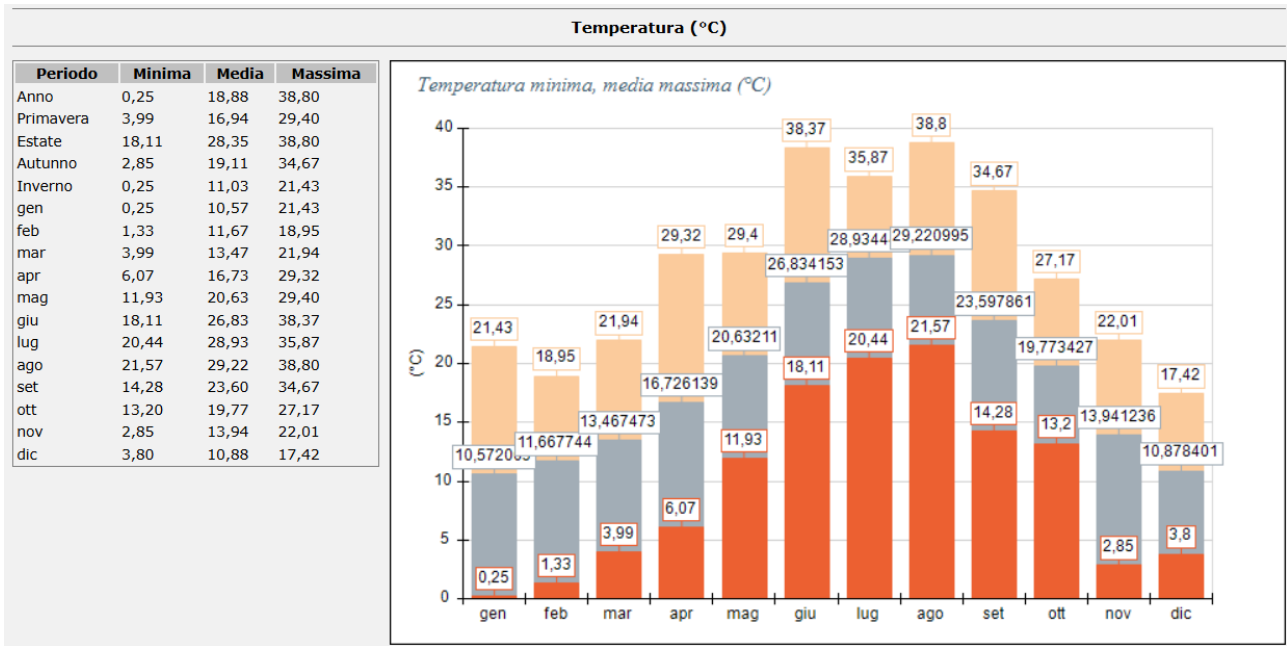 Temperatura (°C)
Periodo Minima Media Massima
Anno 0,25 18,88 38,80
Primavera 3,99 16,94 29,40
Estate 18,11 28,35 38,80
Autunno 2,85 19,11 34,67
Inverno 0,25 11,03 21,43
gen 0,25 10,57 21,43
feb 1,33 11,67 18,95
mar 3,99 13,47 21,94
apr 6,07 16,73 29,32
mag 11,93 20,63 29,40
giu 18,11 26,83 38,37
lug 20,44 28,93 35,87
ago 21,57 29,22 38,80
set 14,28 23,60 34,67
ott 13,20 19,77 27,17
nov 2,85 13,94 22,01
dic 3,80 10,88 17,42
Temperatura minima, media massima (°C)
(°C)
40
35
30
25
20
15
10
5
0
21,43 18,95 21,94 29,32 29,4 38,37 35,87 38,8 34,67 27,17 22,01 17,42
11,667744 13,467473 16,726139 20,63211 26,834153 28,9344 29,220995 23,597861 19,773427 13,941236 10,878401
0,25 1,33 3,99 6,07 11,93 18,11 20,44 21,57 14,28 13,2 2,85 3,8
gen feb mar apr mag giu lug ago set ott nov dic